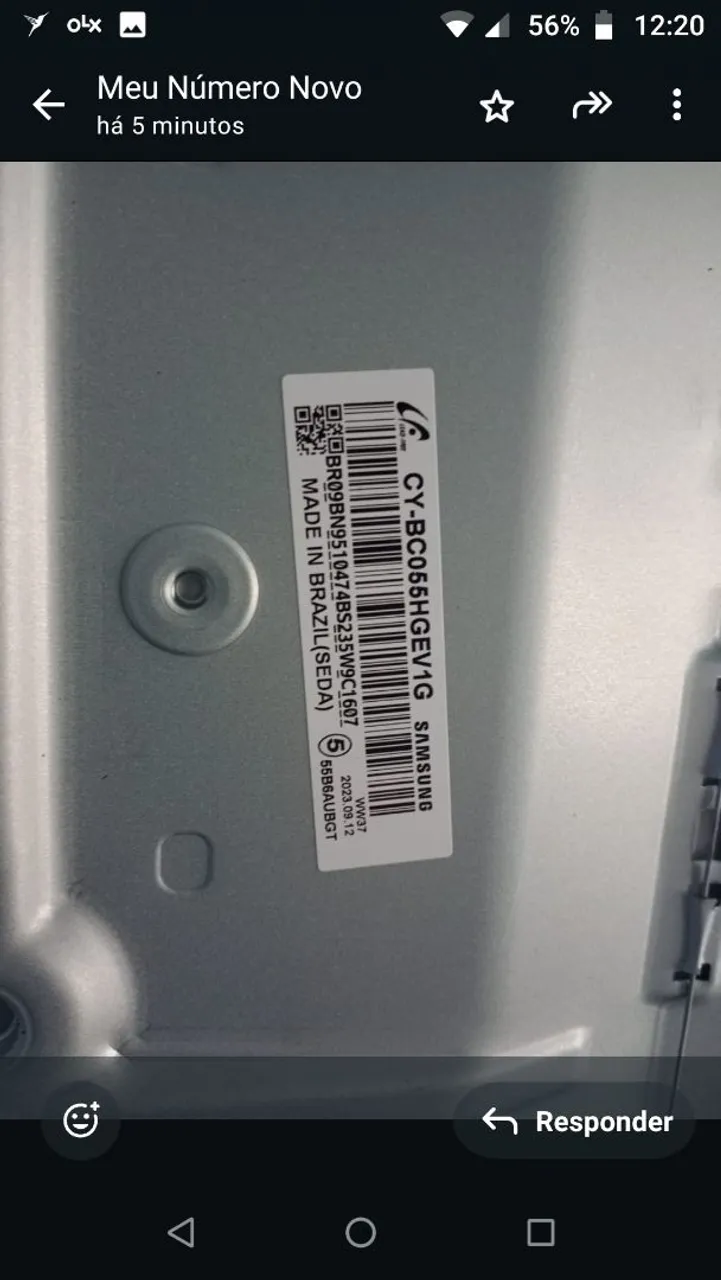 OLX
56%
12:20
Meu Número Novo
há 5 minutos
CY-BC055HGEV1G SAMSUNG
BR09BN9510474BS235W9C1607
MADE IN BRAZIL(SEDA)
5
WW37
2023.09.12
55B6AUBGT
Responder